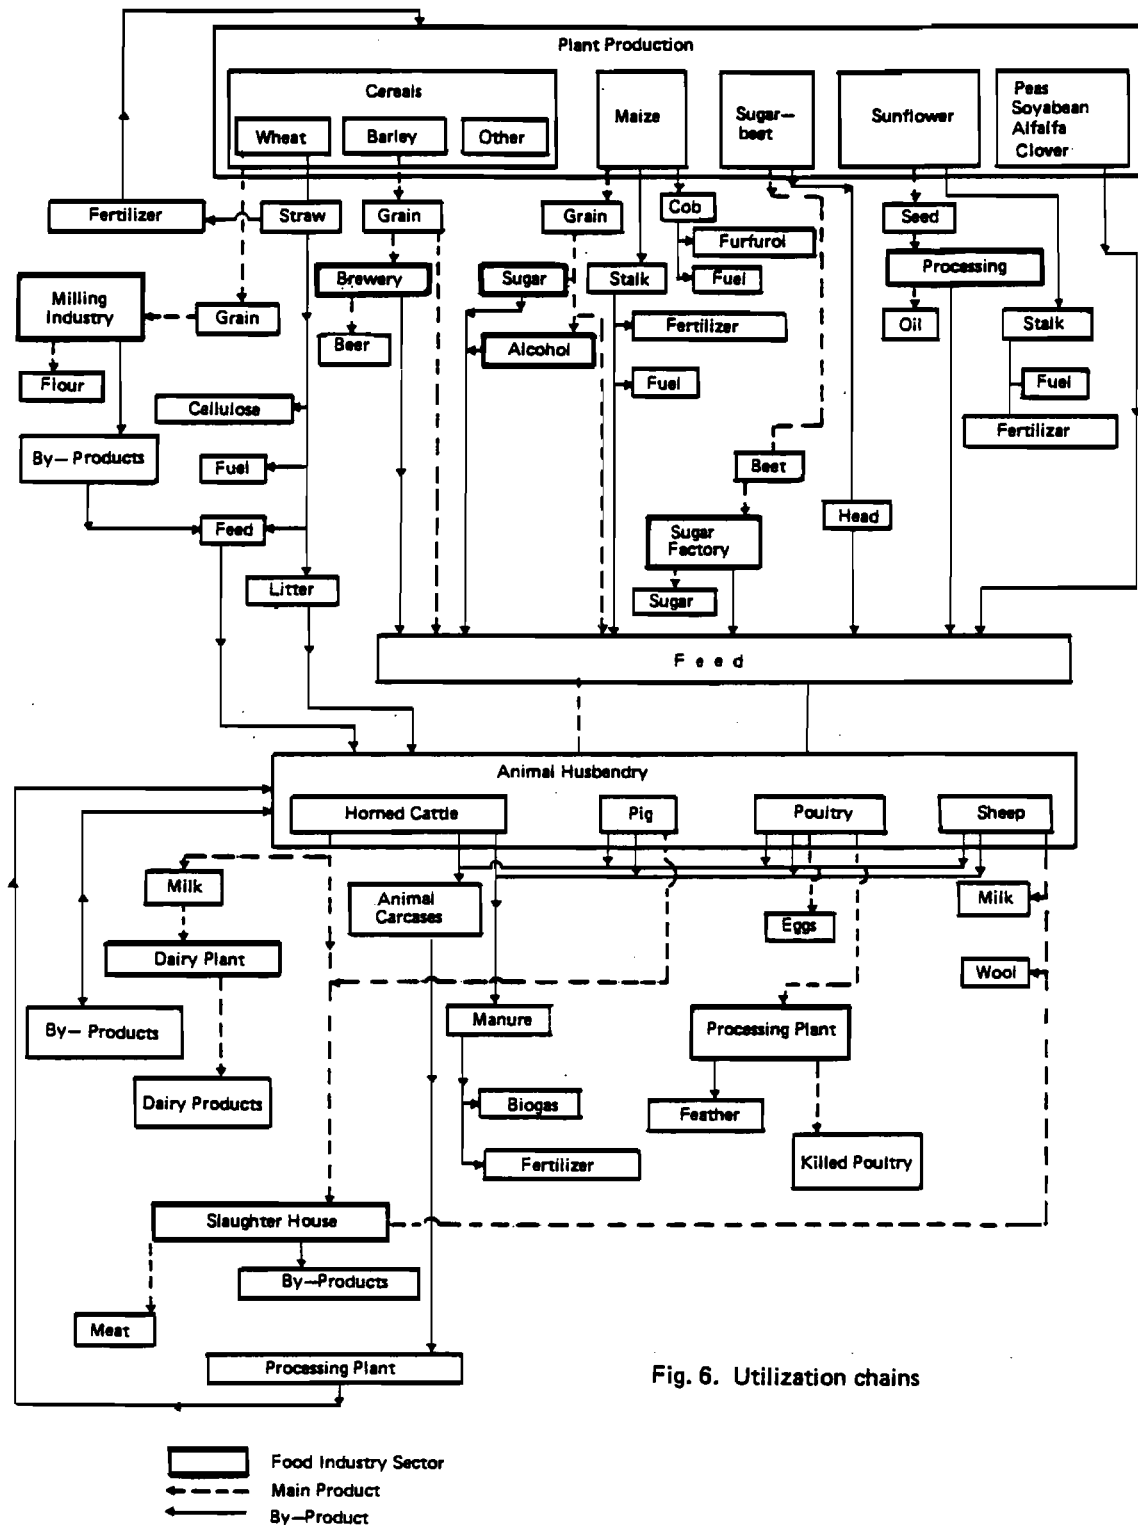 Plant Production
Cereals
Wheat
Barley
Other
Maize
Sugar—
beet
Sunflower
Peas
Soyabean
Alfalfa
Clover
Fertilizer
Straw
Grain
Grain
Cob
Seed
Furfurol
Brewery
Sugar
Stalk
Fuel
Processing
Milling
Industry
Grain
Beer
Alcohol
Fertilizer
Oil
Stalk
Flour
Fuel
Fuel
Cellulose
Fertilizer
By— Products
Fuel
Beet
Feed
Head
Sugar
Factory
Litter
Sugar
F e e d
Animal Husbendry
Horned Cattle
Pig
Poultry
Sheep
Milk
Animal
Carcases
Milk
Eggs
Dairy Plant
Wool
By— Products
Manure
Processing Plant
Dairy Products
Biogas
Feather
Fertilizer
Killed Poultry
Slaughter House
By—Products
Meat
Processing Plant
Fig. 6. Utilization chains
Food Industry Sector
Main Product
By—Product